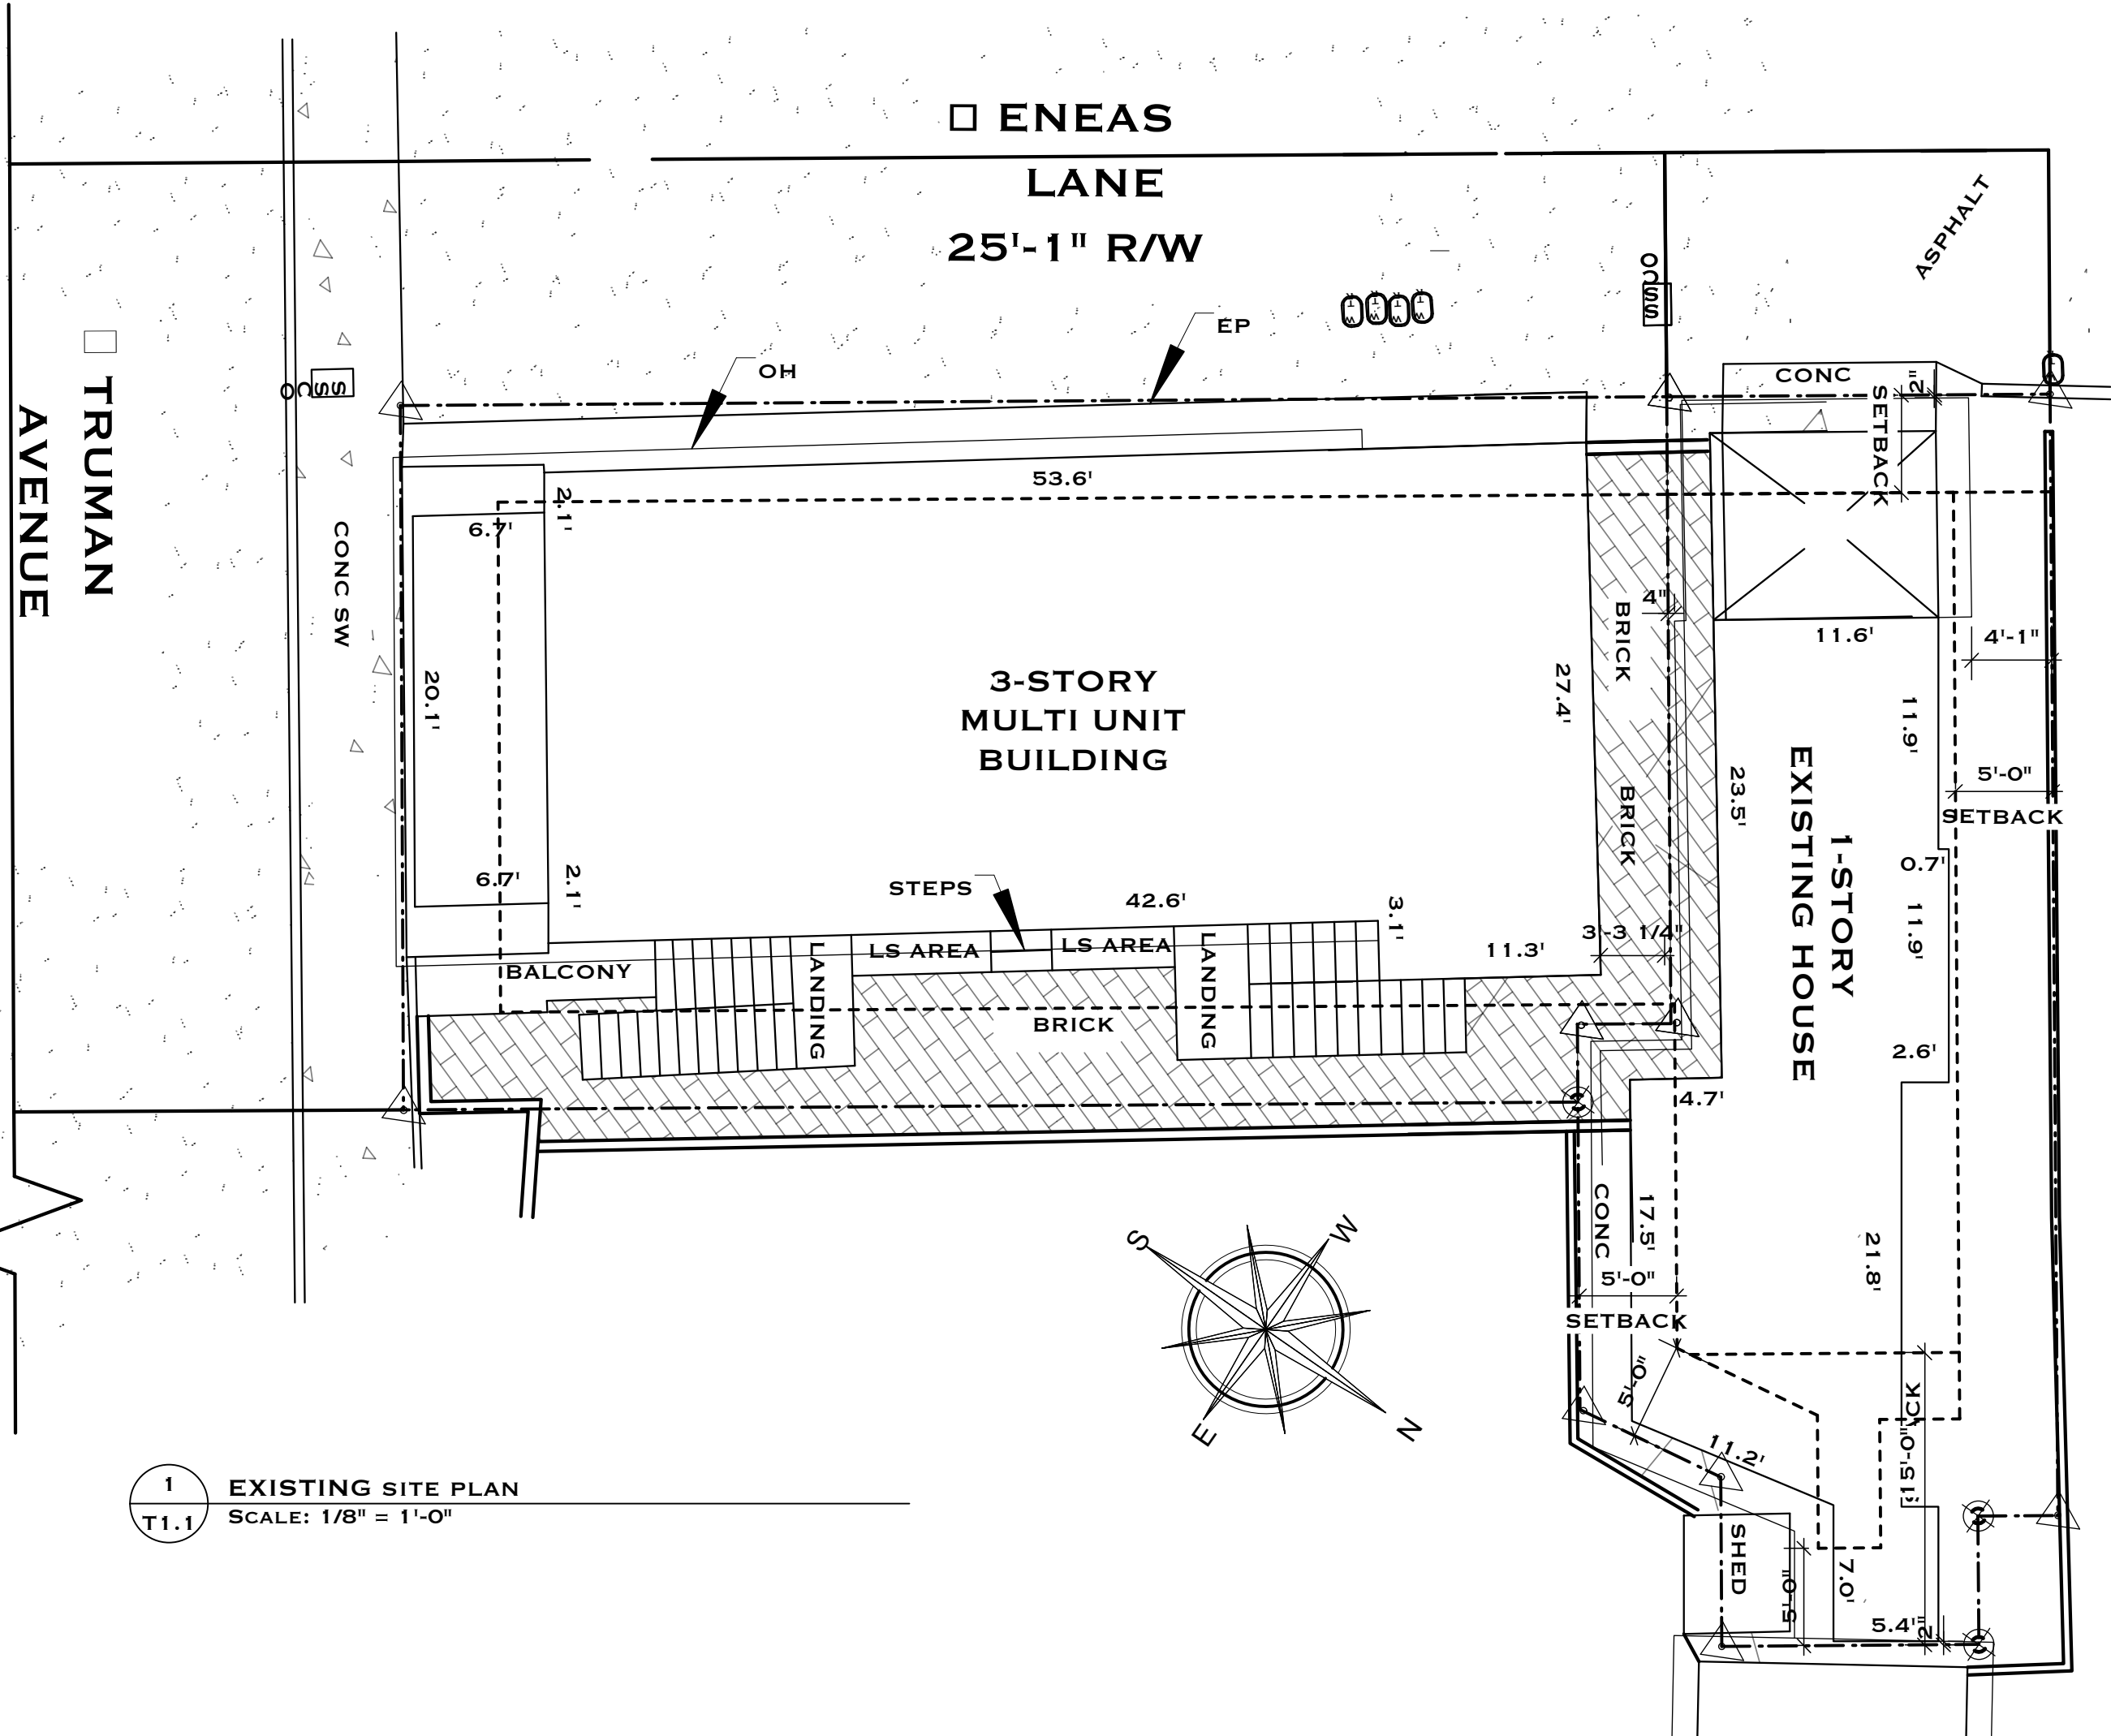 □ ENEAS
LANE
25'-1" R/W
ASPHALT
□ TRUMAN
AVENUE
CONC SW
SS
CO
CO
SS
EP
OH
CONC
SETBACK
2"
53.6'
2.1'
6.7'
20.1'
6.7'
2.1'
3-STORY
MULTI UNIT
BUILDING
27.4'
BRICK
4"
BRICK
11.6'
4'-1"
11.9'
5'-0"
SETBACK
23.5'
1-STORY
EXISTING HOUSE
0.7'
11.9'
2.6'
4.7'
STEPS
42.6'
3.1'
11.3'
3'-3 1/4"
BALCONY
LANDING
LS AREA
LS AREA
LANDING
BRICK
CONC
17.5'
5'-0"
SETBACK
21.8'
5'-0"
11.2'
15'-0"
SHED
5'-0"
7.0'
5.4'
2"
S
W
E
N
1
T1.1
EXISTING SITE PLAN
SCALE: 1/8" = 1'-0"